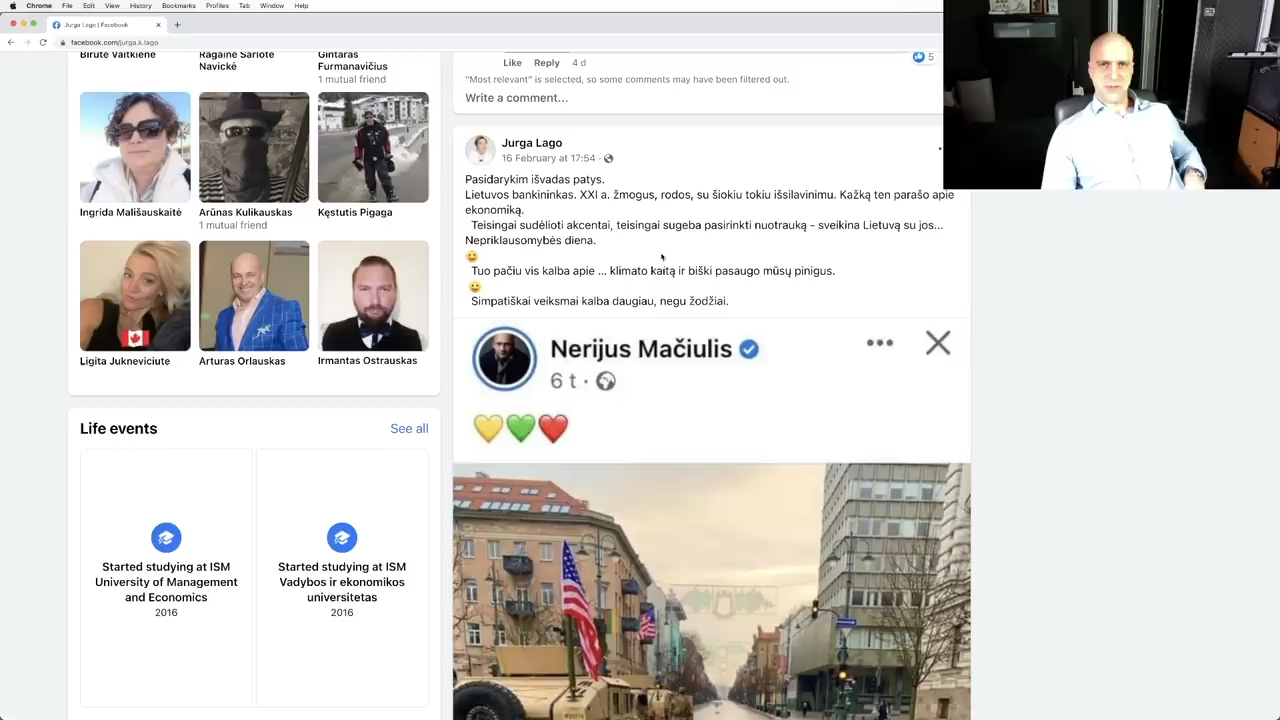 Chrome File Edit View History Bookmarks Profiles Tab Window Help
Jurga Lago | Facebook
facebook.com/jurga.k.lago
Birutė Vaitkienė
Ragainė Šarlotė
Navickė
Gintaras
Furmanavičius
1 mutual friend
Ingrida Mališauskaitė
Arūnas Kulikauskas
1 mutual friend
Kęstutis Pigaga
Ligita Jukneviciute
Arturas Orlauskas
Irmantas Ostrauskas
Life events
See all
Started studying at ISM
University of Management
and Economics
2016
Started studying at ISM
Vadybos ir ekonomikos
universitetas
2016
Like Reply 4 d
5
"Most relevant" is selected, so some comments may have been filtered out.
Write a comment...
Jurga Lago
16 February at 17:54 ·
Pasidarykim išvadas patys.
Lietuvos bankininkas. XXI a. žmogus, rodos, su šiokiu tokiu išsilavinimu. Kažką ten parašo apie
ekonomiką.
Teisingai sudėlioti akcentai, teisingai sugeba pasirinkti nuotrauką - sveikina Lietuvą su jos...
Nepriklausomybės diena.
Tuo pačiu vis kalba apie ... klimato kaitą ir biški pasaugo mūsų pinigus.
Simpatiškai veiksmai kalba daugiau, negu žodžiai.
Nerijus Mačiulis
6 t ·